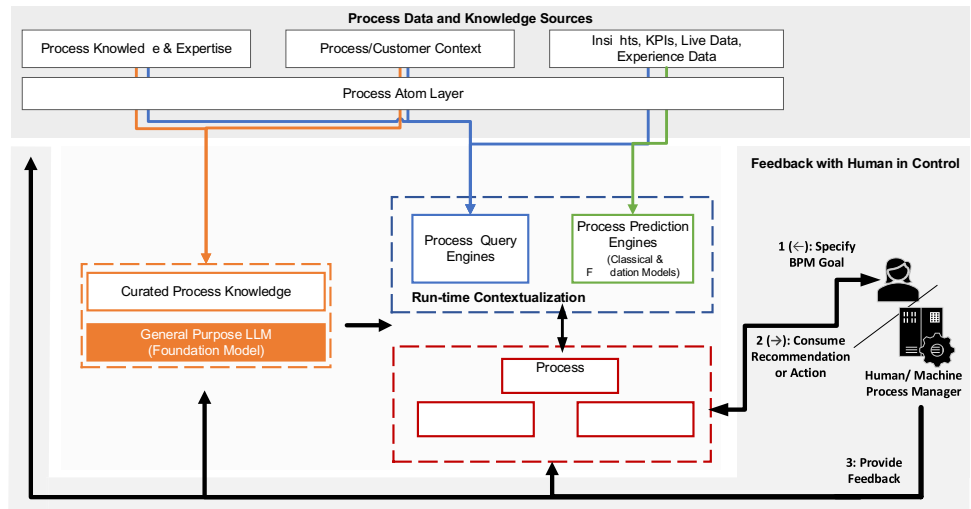 Process Data and Knowledge Sources
Process Knowled e & Expertise
Process/Customer Context
Insi hts, KPIs, Live Data,
Experience Data
Process Atom Layer
Feedback with Human in Control
Process Query
Engines
Process Prediction
Engines
(Classical &
F dation Models)
Run-time Contextualization
Curated Process Knowledge
General Purpose LLM
(Foundation Model)
Process
1 (←): Specify
BPM Goal
2 (→): Consume
Recommendation
or Action
Human/ Machine
Process Manager
3: Provide
Feedback